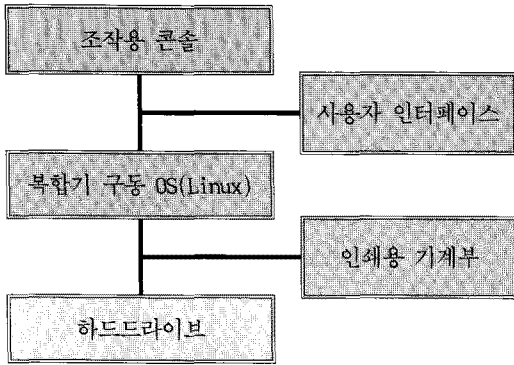 조작용 콘솔
사용자 인터페이스
복합기 구동 OS(Linux)
인쇄용 기계부
하드드라이브